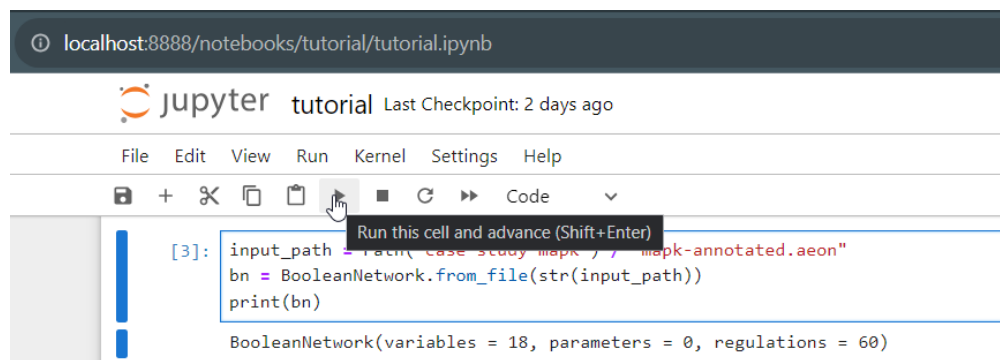 localhost:8888/notebooks/tutorial/tutorial.ipynb
jupyter tutorial Last Checkpoint: 2 days ago
File Edit View Run Kernel Settings Help
Code
Run this cell and advance (Shift+Enter)
[3]: input_path = Path("case-study-mapk") / "mapk-annotated.aeon"
bn = BooleanNetwork.from_file(str(input_path))
print(bn)
BooleanNetwork(variables = 18, parameters = 0, regulations = 60)